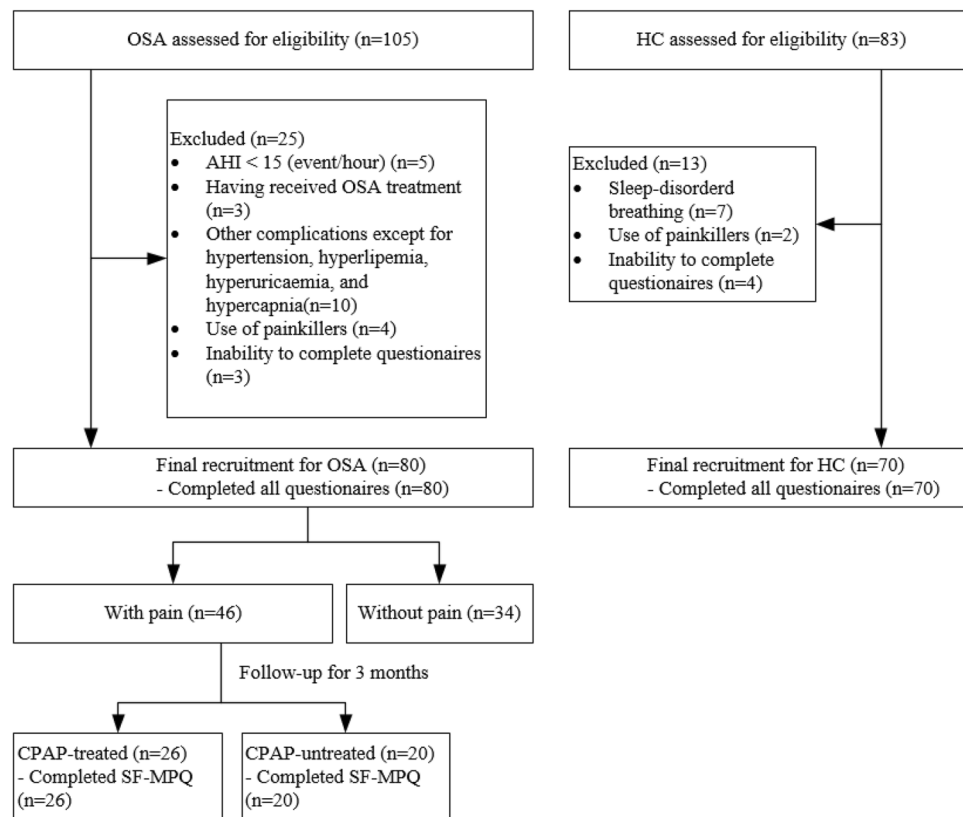 OSA assessed for eligibility (n=105)
HC assessed for eligibility (n=83)
Excluded (n=25)
• AHI < 15 (event/hour) (n=5)
• Having received OSA treatment
(n=3)
• Other complications except for
hypertension, hyperlipemia,
hyperuricaemia, and
hypercapnia(n=10)
• Use of painkillers (n=4)
• Inability to complete questionaires
(n=3)
Excluded (n=13)
• Sleep-disorderd
breathing (n=7)
• Use of painkillers (n=2)
• Inability to complete
questionaires (n=4)
Final recruitment for OSA (n=80)
- Completed all questionaires (n=80)
Final recruitment for HC (n=70)
- Completed all questionaires (n=70)
With pain (n=46)
Without pain (n=34)
Follow-up for 3 months
CPAP-treated (n=26)
- Completed SF-MPQ
(n=26)
CPAP-untreated (n=20)
- Completed SF-MPQ
(n=20)